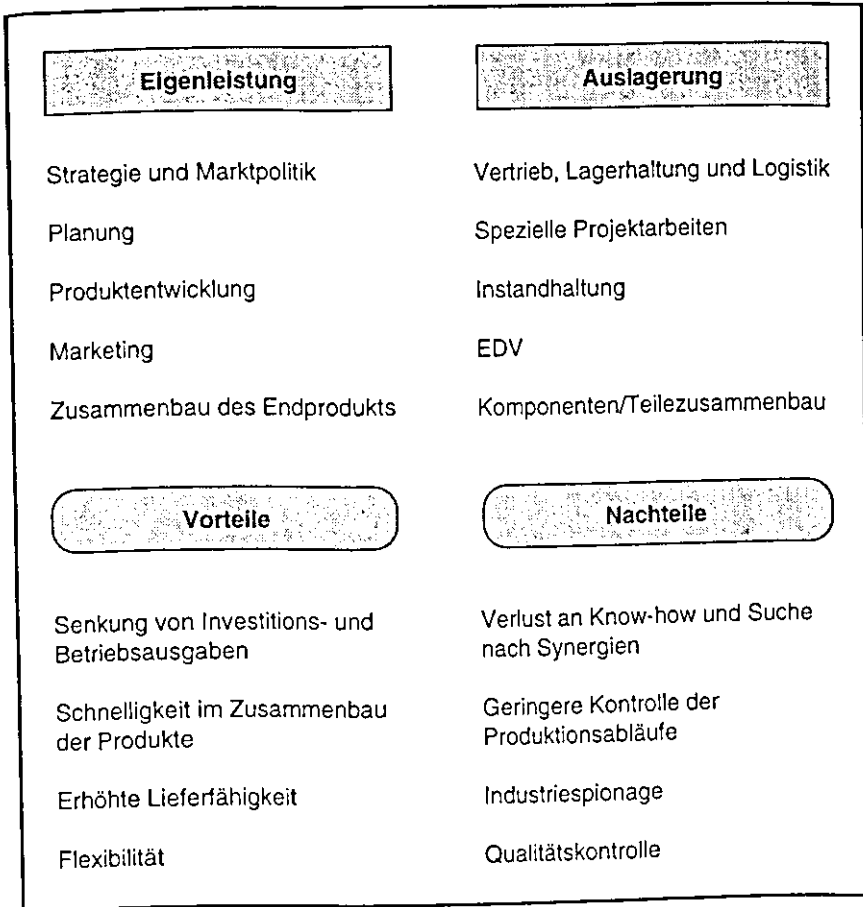 Eigenleistung
Auslagerung
Strategie und Marktpolitik
Vertrieb, Lagerhaltung und Logistik
Planung
Spezielle Projektarbeiten
Produktentwicklung
Instandhaltung
Marketing
EDV
Zusammenbau des Endprodukts
Komponenten/Teilezusammenbau
Vorteile
Nachteile
Senkung von Investitions- und
Betriebsausgaben
Verlust an Know-how und Suche
nach Synergien
Schnelligkeit im Zusammenbau
der Produkte
Geringere Kontrolle der
Produktionsabläufe
Erhöhte Lieferfähigkeit
Industriespionage
Flexibilität
Qualitätskontrolle